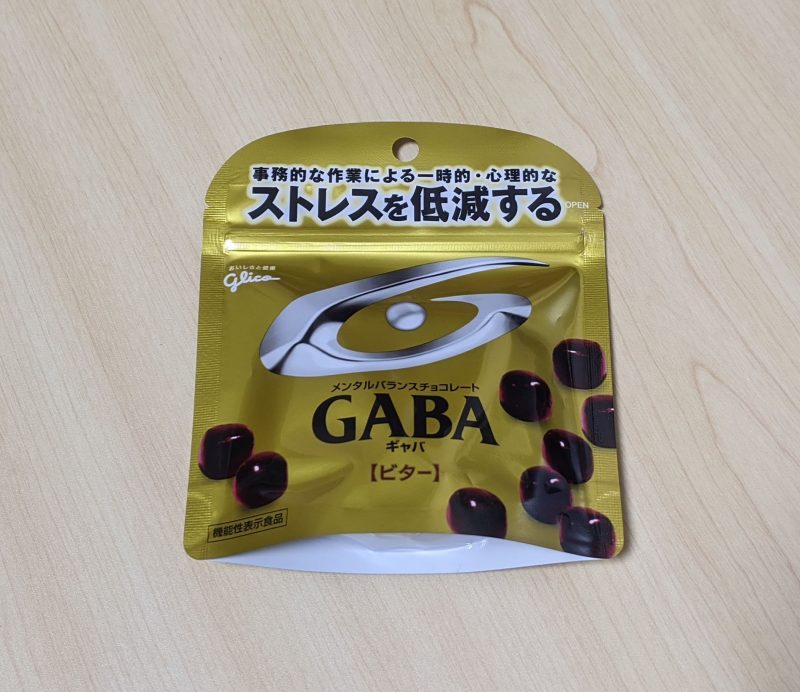 事務的な作業による一時的・心理的な
ストレスを低減する
OPEN
おいしさと健康
glico
メンタルバランスチョコレート
GABA
ギャバ
【ビター】
機能性表示食品